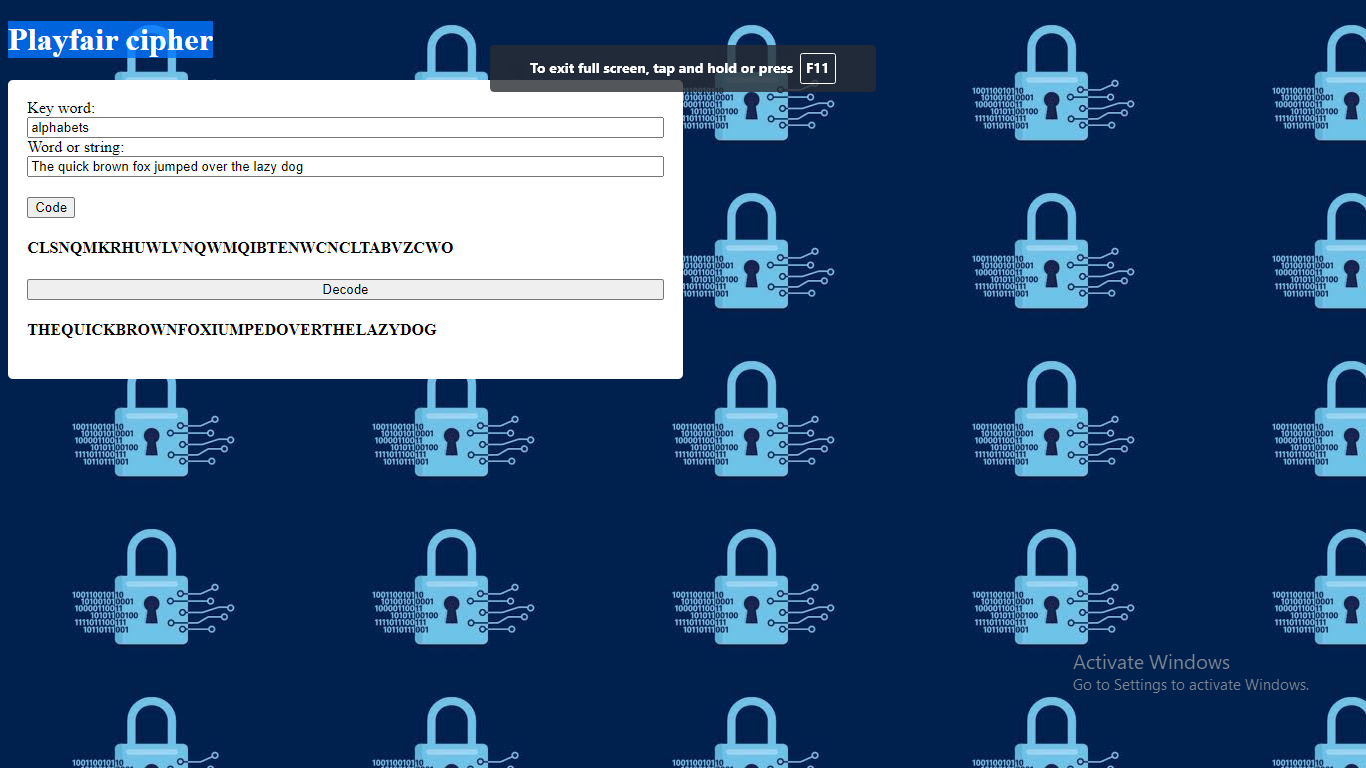 Playfair cipher
To exit full screen, tap and hold or press F11
Key word:
alphabets
Word or string:
The quick brown fox jumped over the lazy dog
Code
CLSNQMKRHUWLVNQWMQIBTENWCNCLTABVZCWO
Decode
THEQUICKBROWNFOXIUMPEDOVERTHELAZYDOG
Activate Windows
Go to Settings to activate Windows.